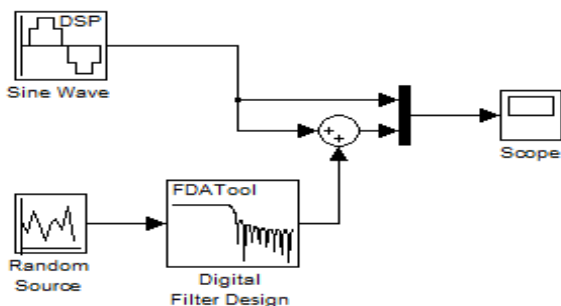 DSP
Sine Wave
+
+
Scope
FDATool
Random
Source
Digital
Filter Design